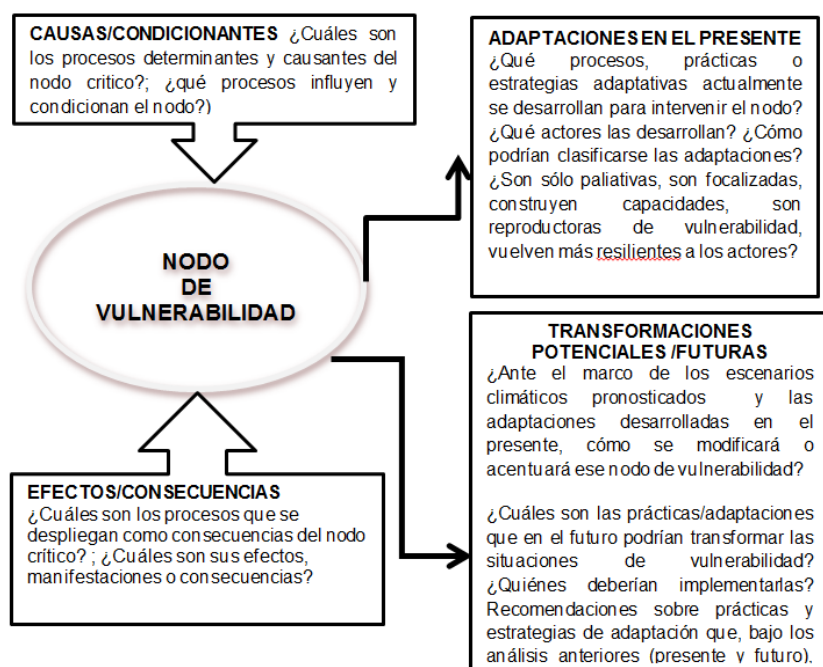 CAUSAS/CONDICIONANTES ¿Cuáles son
los procesos determinantes y causantes del
nodo critico?; ¿qué procesos influyen y
condicionan el nodo?)
NODO
DE
VULNERABILIDAD
EFECTOS/CONSECUENCIAS
¿Cuáles son los procesos que se
despliegan como consecuencias del nodo
crítico? ; ¿Cuáles son sus efectos,
manifestaciones o consecuencias?
ADAPTACIONES EN EL PRESENTE
¿Qué procesos, prácticas o
estrategias adaptativas actualmente
se desarrollan para intervenir el nodo?
¿Qué actores las desarrollan? ¿Cómo
podrían clasificarse las adaptaciones?
¿Son sólo paliativas, son focalizadas,
construyen capacidades, son
reproductoras de vulnerabilidad,
vuelven más resilientes a los actores?
TRANSFORMACIONES
POTENCIALES /FUTURAS
¿Ante el marco de los escenarios
climáticos pronosticados y las
adaptaciones desarrolladas en el
presente, cómo se modificará o
acentuará ese nodo de vulnerabilidad?
¿Cuáles son las prácticas/adaptaciones
que en el futuro podrían transformar las
situaciones de vulnerabilidad?
¿Quiénes deberían implementarlas?
Recomendaciones sobre prácticas y
estrategias de adaptación que, bajo los
análisis anteriores (presente y futuro),